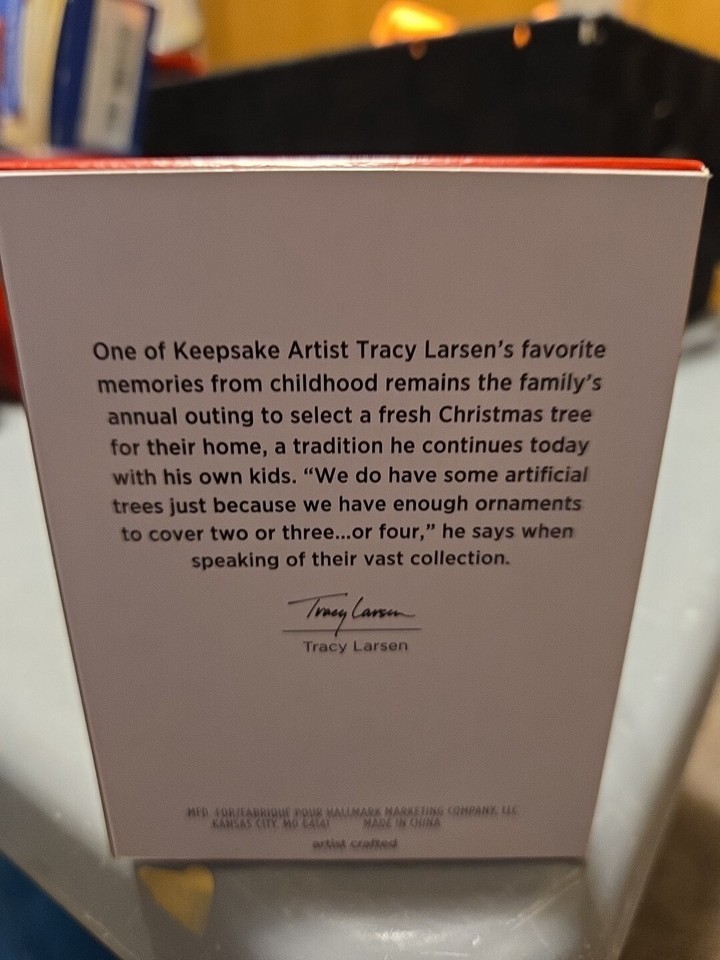 One of Keepsake Artist Tracy Larsen's favorite
memories from childhood remains the family's
annual outing to select a fresh Christmas tree
for their home, a tradition he continues today
with his own kids. “We do have some artificial
trees just because we have enough ornaments
to cover two or three...or four,” he says when
speaking of their vast collection.
Tracy Larsen
Tracy Larsen
MFD. FOR/FABRIQUÉ POUR HALLMARK MARKETING COMPANY, LLC
KANSAS CITY, MO 64141 MADE IN CHINA
artist crafted